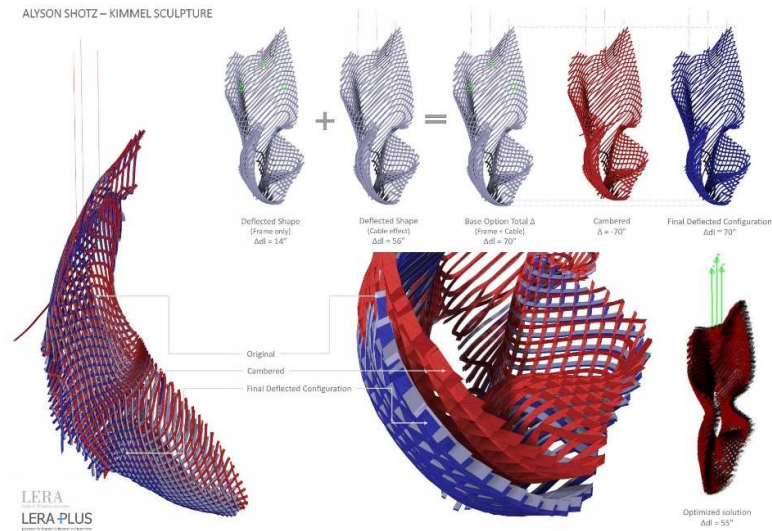 ALYSON SHOTZ – KIMMEL SCULPTURE
+
=
Deflected Shape
(Frame only)
Δdl = 14"
Deflected Shape
(Cable effect)
Δdl = 56"
Base Option Total Δ
(Frame + Cable)
Δdl = 70"
Cambered
Δ = -70"
Final Deflected Configuration
Δdl ~ 70"
Original
Cambered
Final Deflected Configuration
LERA
LERA+PLUS
Optimized solution
Δdl = 55"